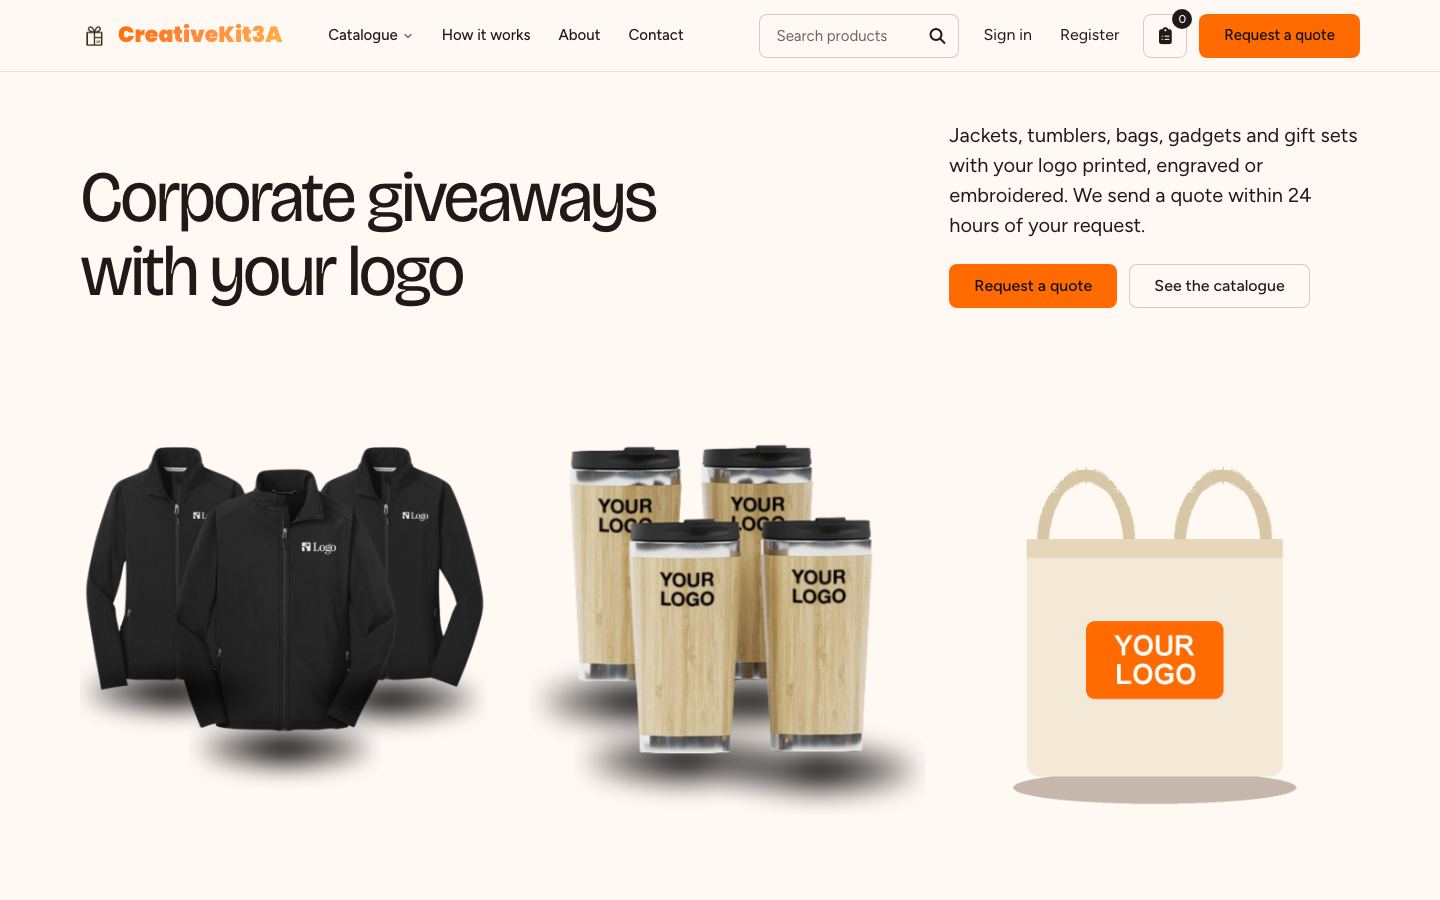 CreativeKit3A
Catalogue
How it works
About
Contact
Search products
Sign in
Register
0
Request a quote
Corporate giveaways
with your logo
Jackets, tumblers, bags, gadgets and gift sets
with your logo printed, engraved or
embroidered. We send a quote within 24
hours of your request.
Request a quote
See the catalogue
Logo
Logo
YOUR
LOGO
LOGO
YOUR
LOGO
YOUR
LOGO
YOUR
LOGO